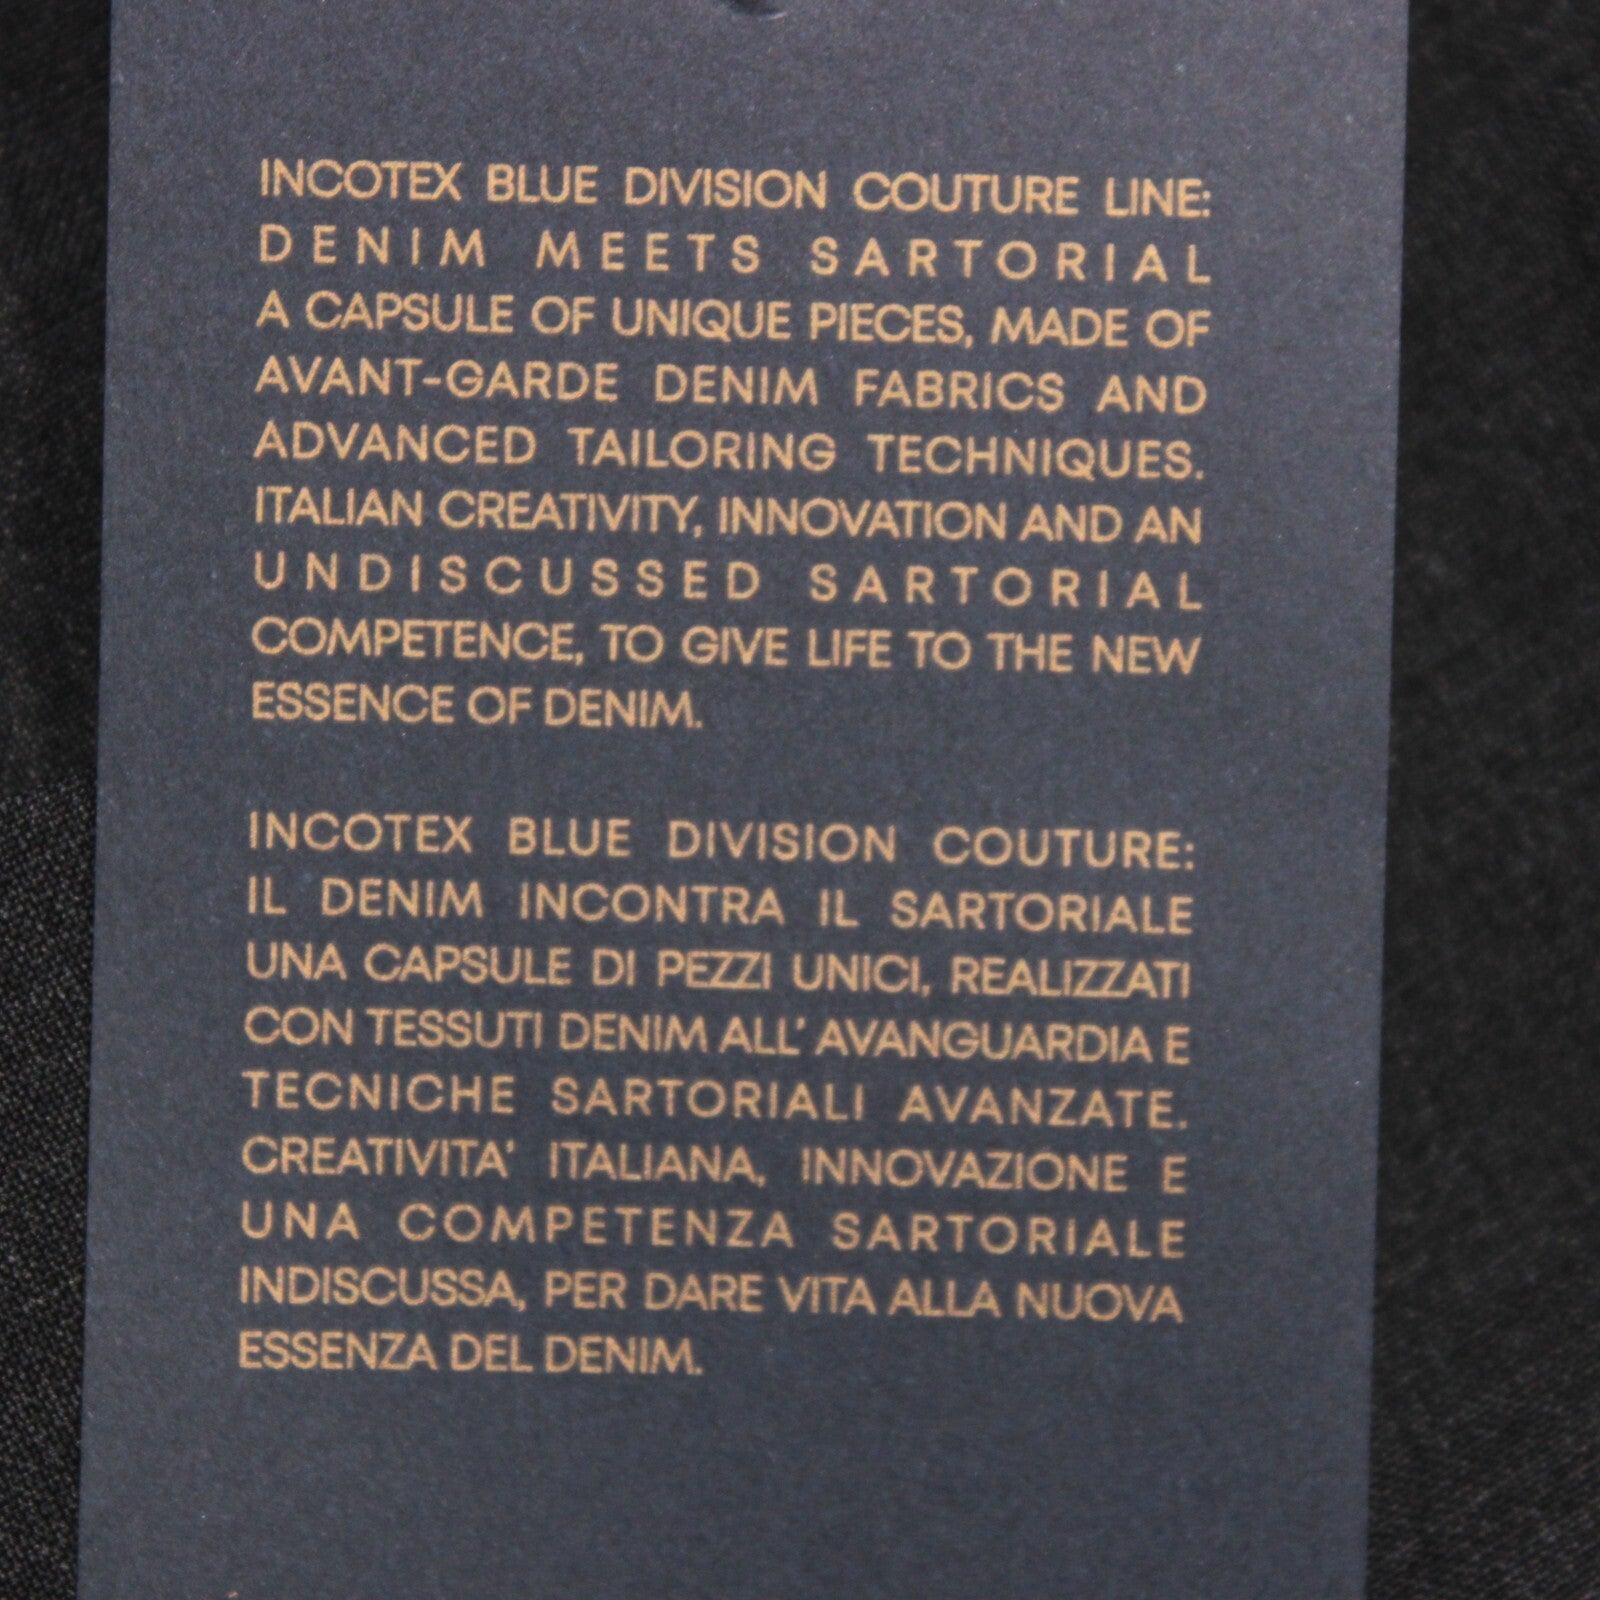 INCOTEX BLUE DIVISION COUTURE LINE:
DENIM MEETS SARTORIAL
A CAPSULE OF UNIQUE PIECES, MADE OF
AVANT-GARDE DENIM FABRICS AND
ADVANCED TAILORING TECHNIQUES.
ITALIAN CREATIVITY, INNOVATION AND AN
UNDISCUSSED SARTORIAL
COMPETENCE, TO GIVE LIFE TO THE NEW
ESSENCE OF DENIM.
INCOTEX BLUE DIVISION COUTURE:
IL DENIM INCONTRA IL SARTORIALE
UNA CAPSULE DI PEZZI UNICI, REALIZZATI
CON TESSUTI DENIM ALL' AVANGUARDIA E
TECNICHE SARTORIALI AVANZATE.
CREATIVITA' ITALIANA, INNOVAZIONE E
UNA COMPETENZA SARTORIALE
INDISCUSSA, PER DARE VITA ALLA NUOVA
ESSENZA DEL DENIM.